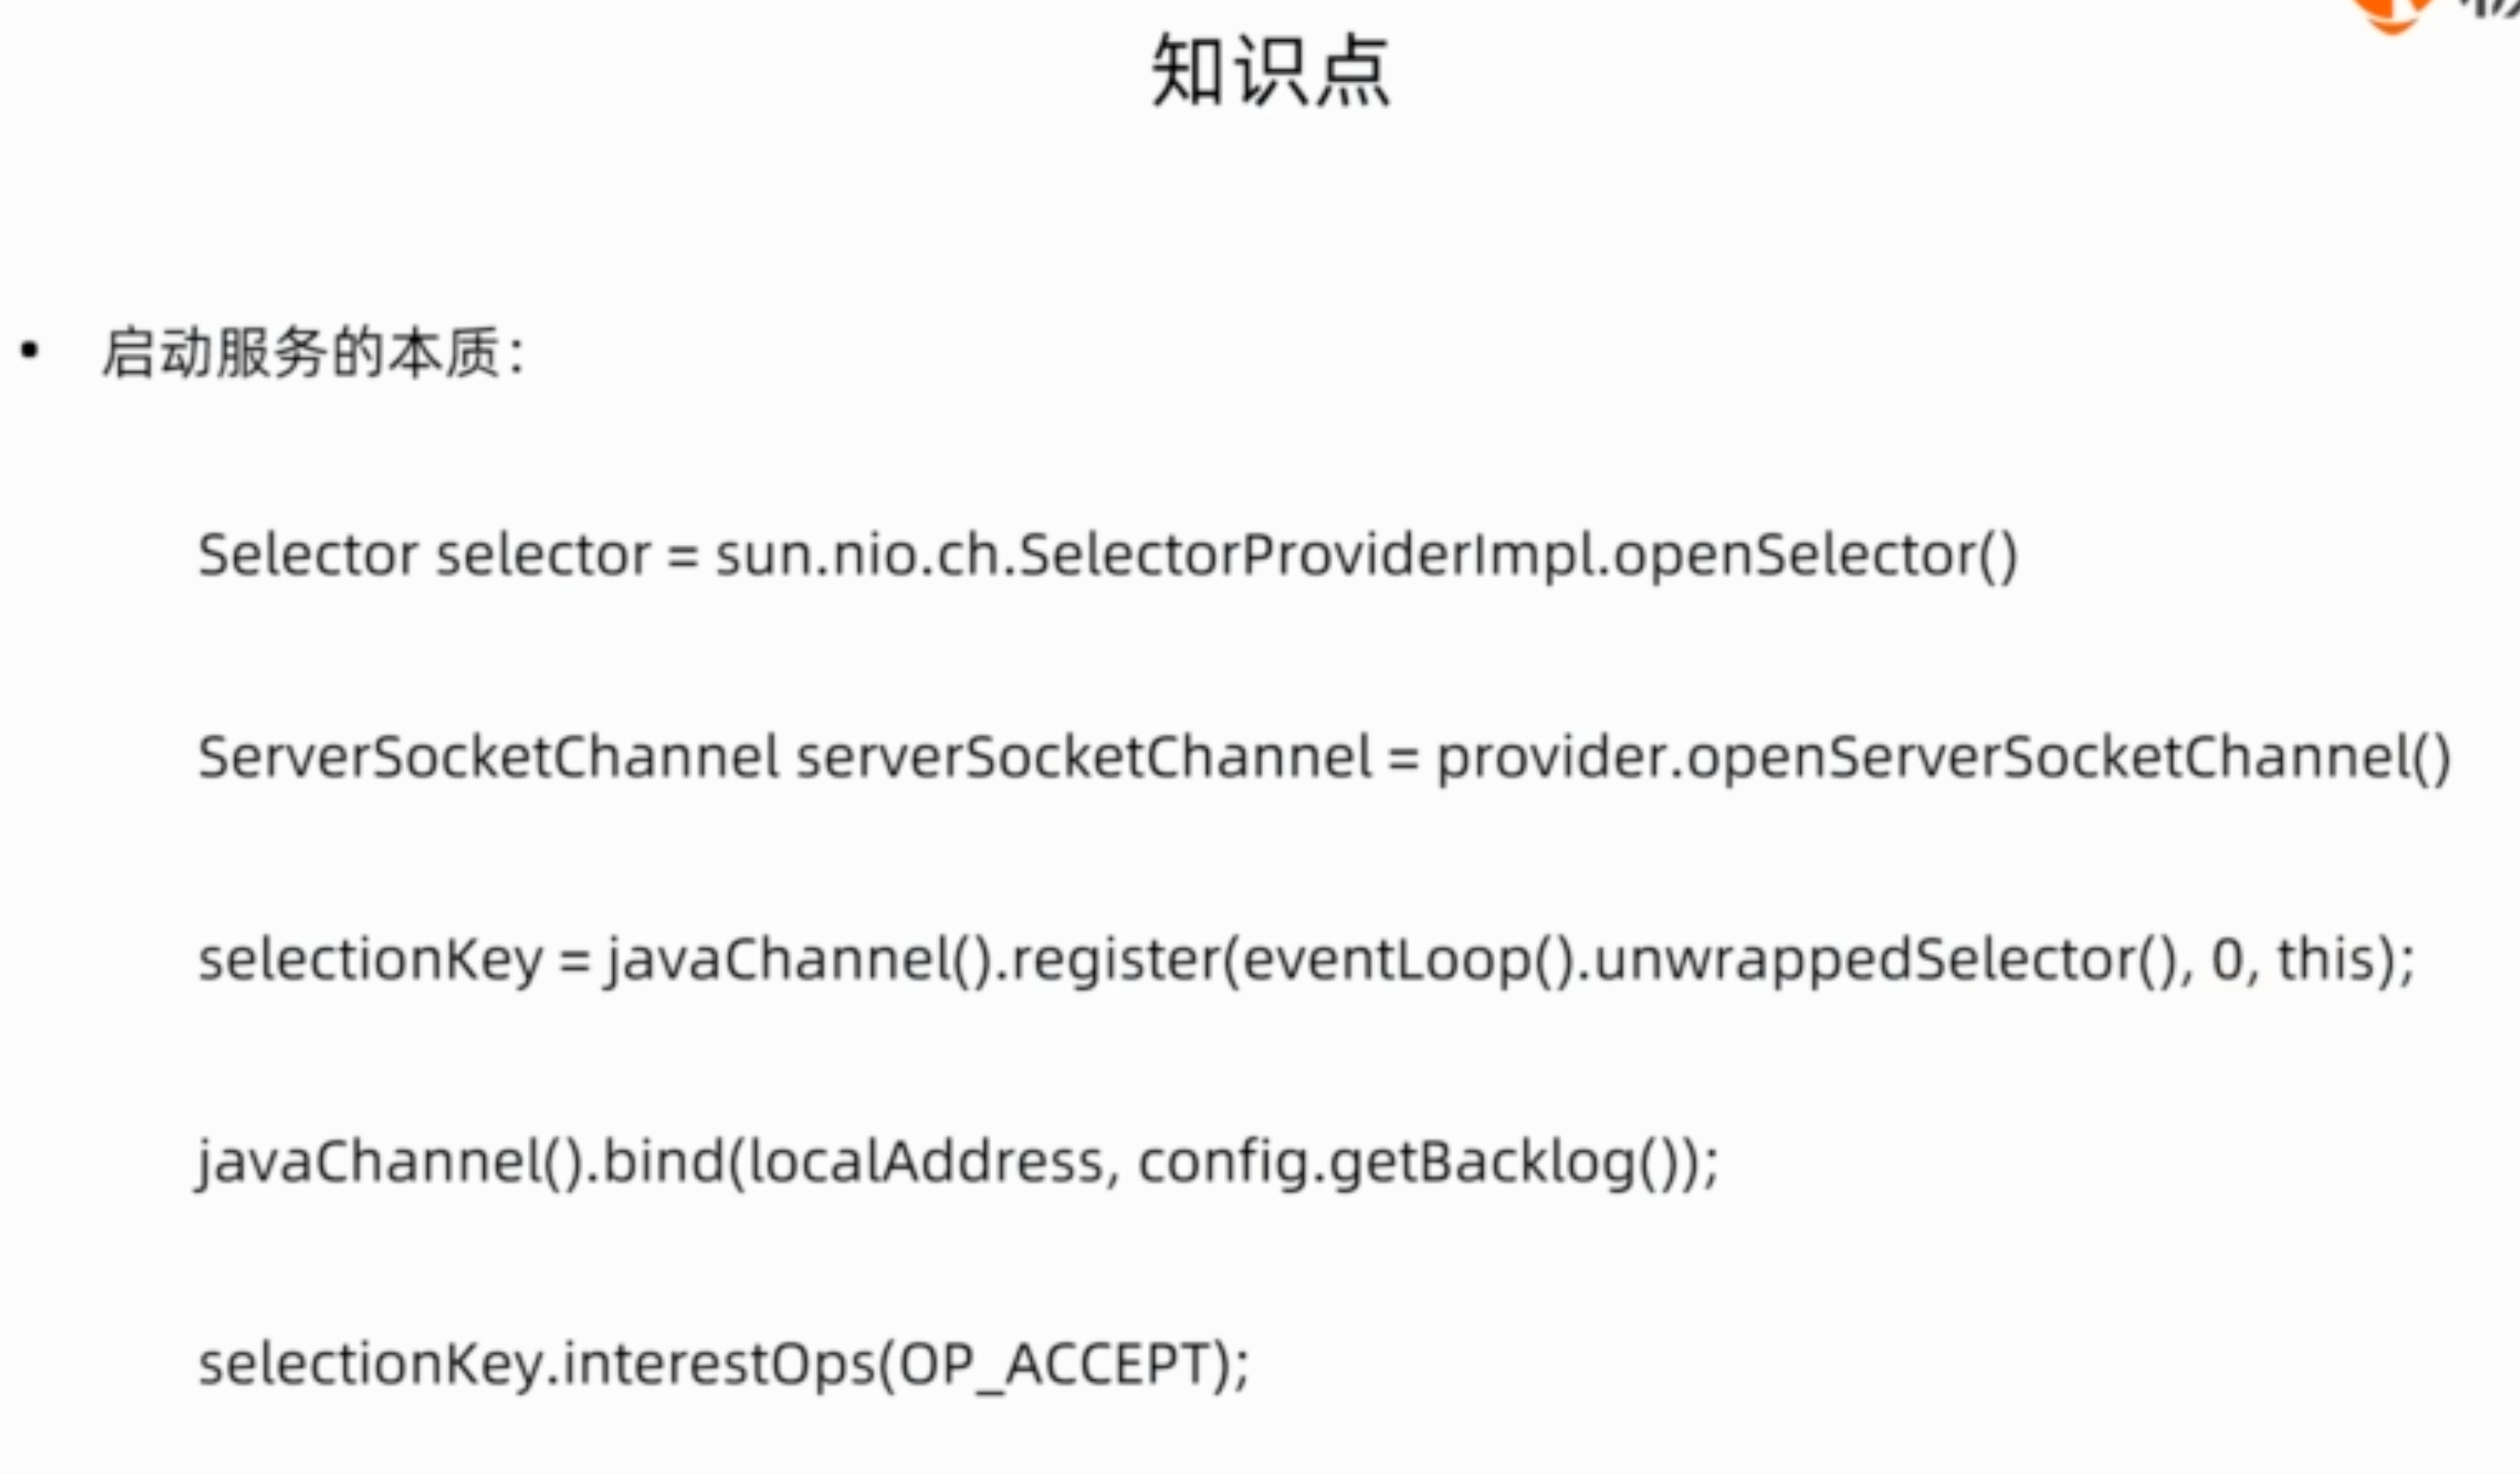 知识点
• 启动服务的本质：
Selector selector = sun.nio.ch.SelectorProviderImpl.openSelector()
ServerSocketChannel serverSocketChannel = provider.openServerSocketChannel()
selectionKey = javaChannel().register(eventLoop().unwrappedSelector(), 0, this);
javaChannel().bind(localAddress, config.getBacklog());
selectionKey.interestOps(OP_ACCEPT);